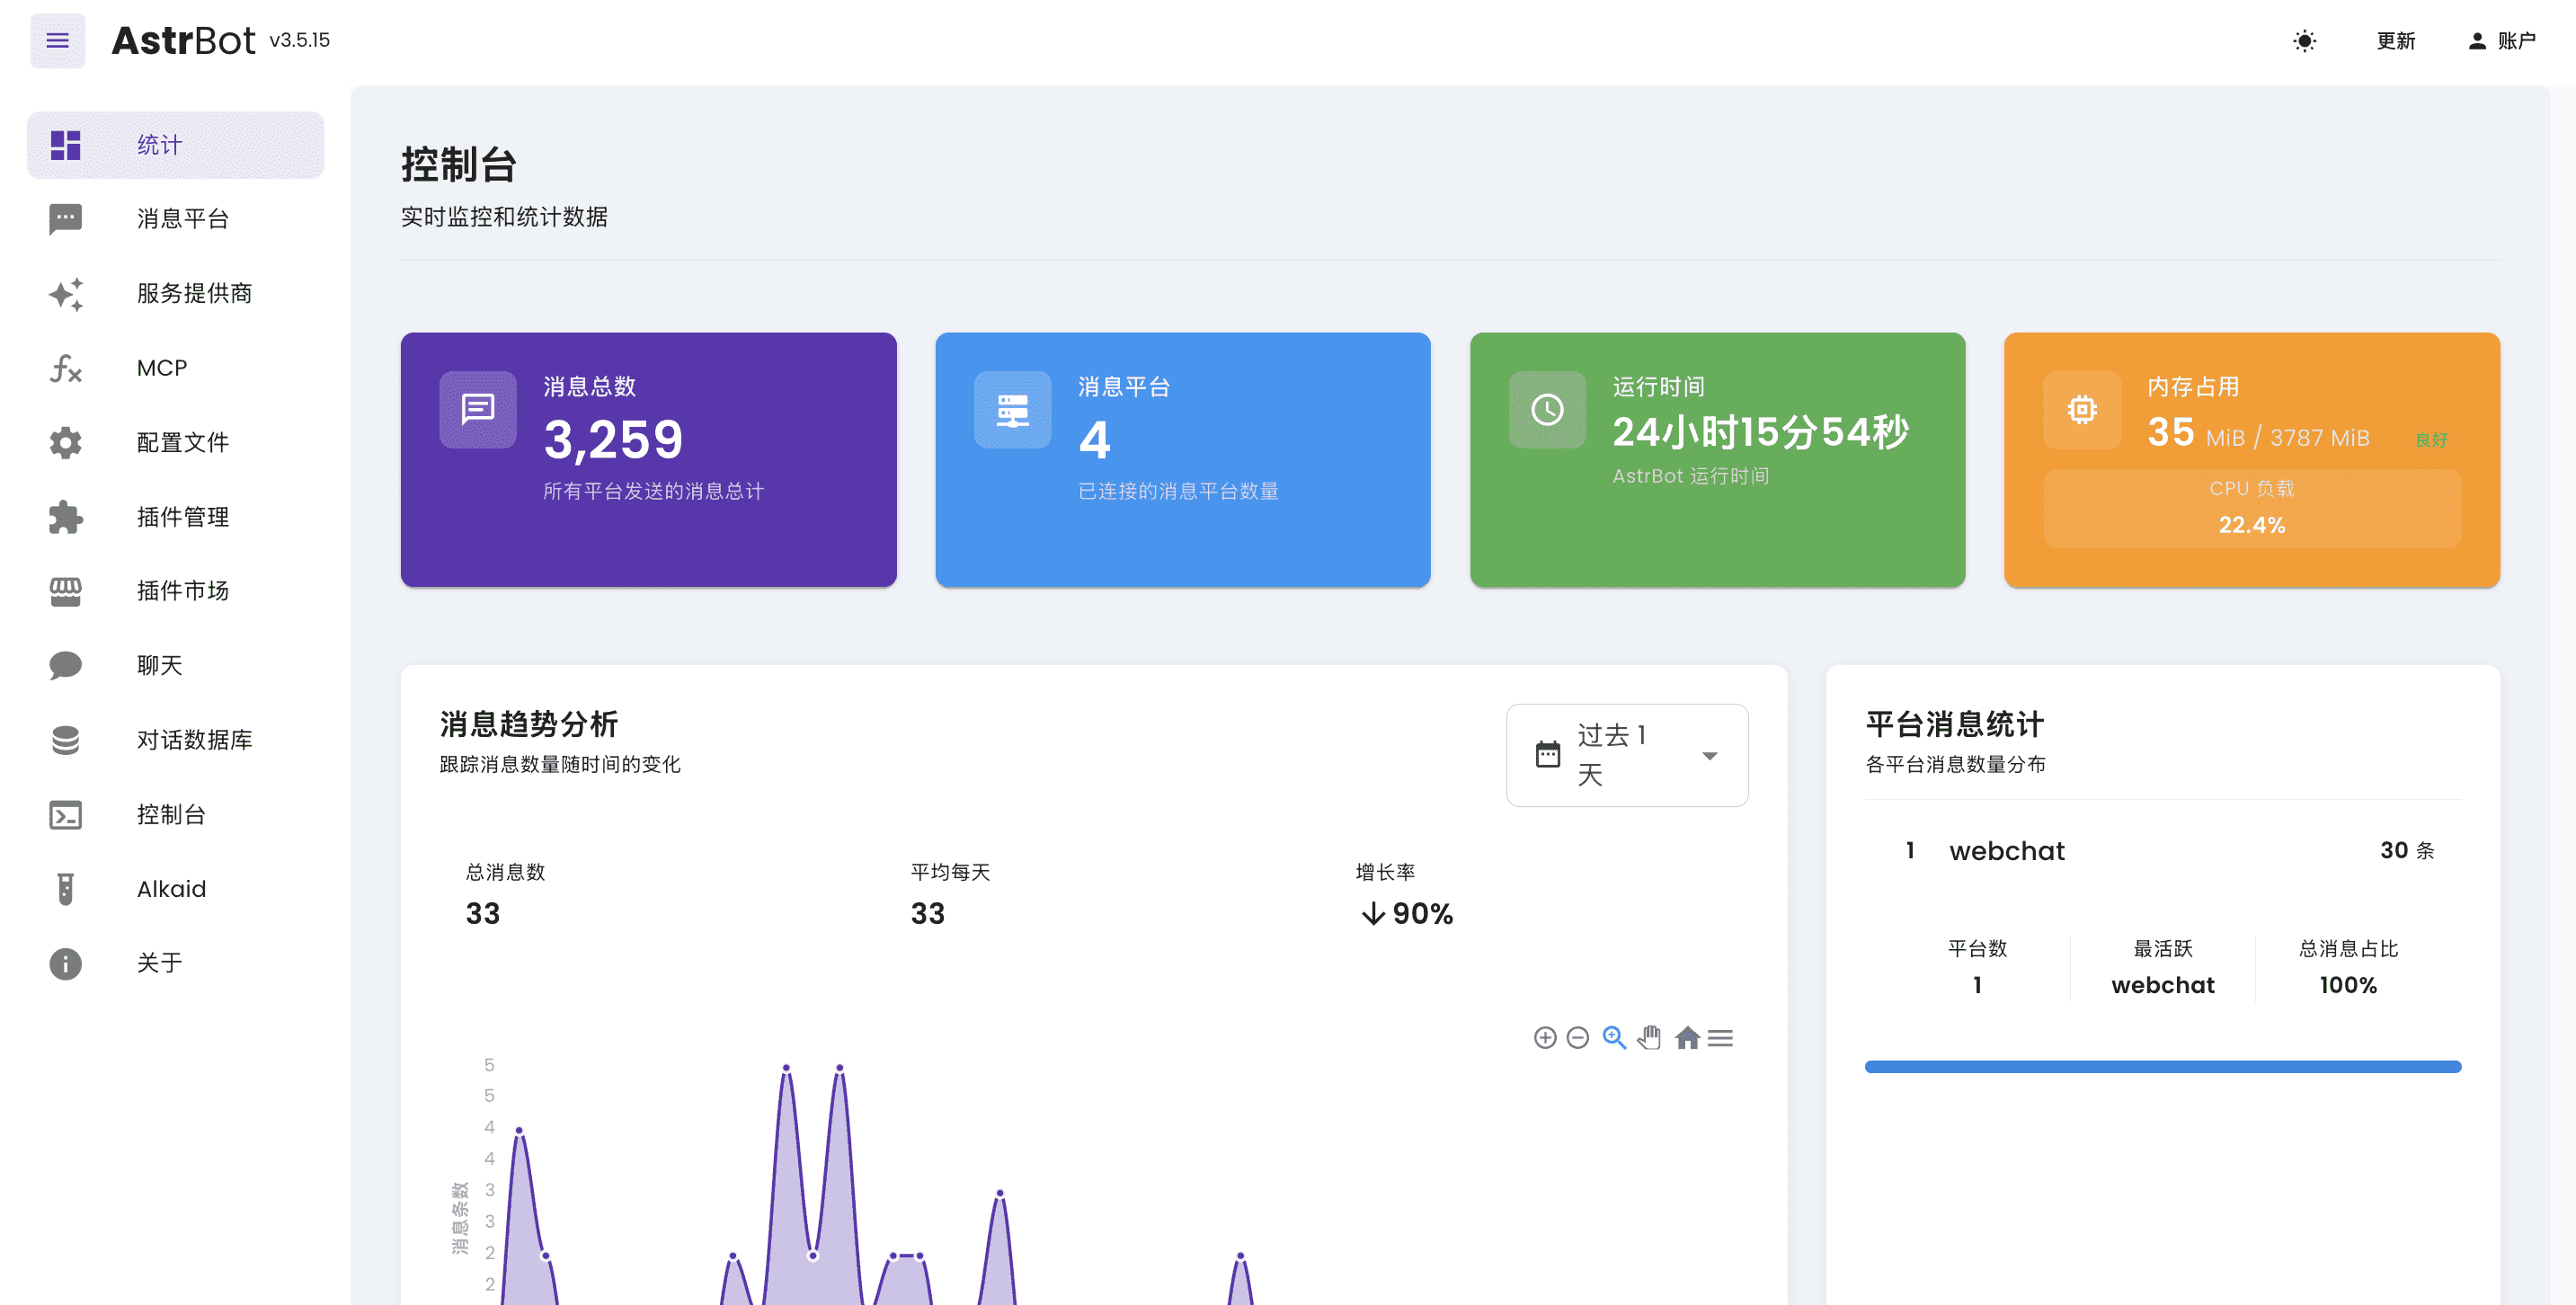 AstrBot v3.5.15
更新
账户
统计
消息平台
服务提供商
MCP
配置文件
插件管理
插件市场
聊天
对话数据库
控制台
Alkaid
关于
控制台
实时监控和统计数据
消息总数
3,259
所有平台发送的消息总计
消息平台
4
已连接的消息平台数量
运行时间
24小时15分54秒
AstrBot 运行时间
内存占用
35 MiB / 3787 MiB
良好
CPU 负载
22.4%
消息趋势分析
跟踪消息数量随时间的变化
过去 1
天
总消息数
33
平均每天
33
增长率
90%
消息条数
5
5
4
4
3
3
2
2
平台消息统计
各平台消息数量分布
1 webchat 30 条
平台数
1
最活跃
webchat
总消息占比
100%